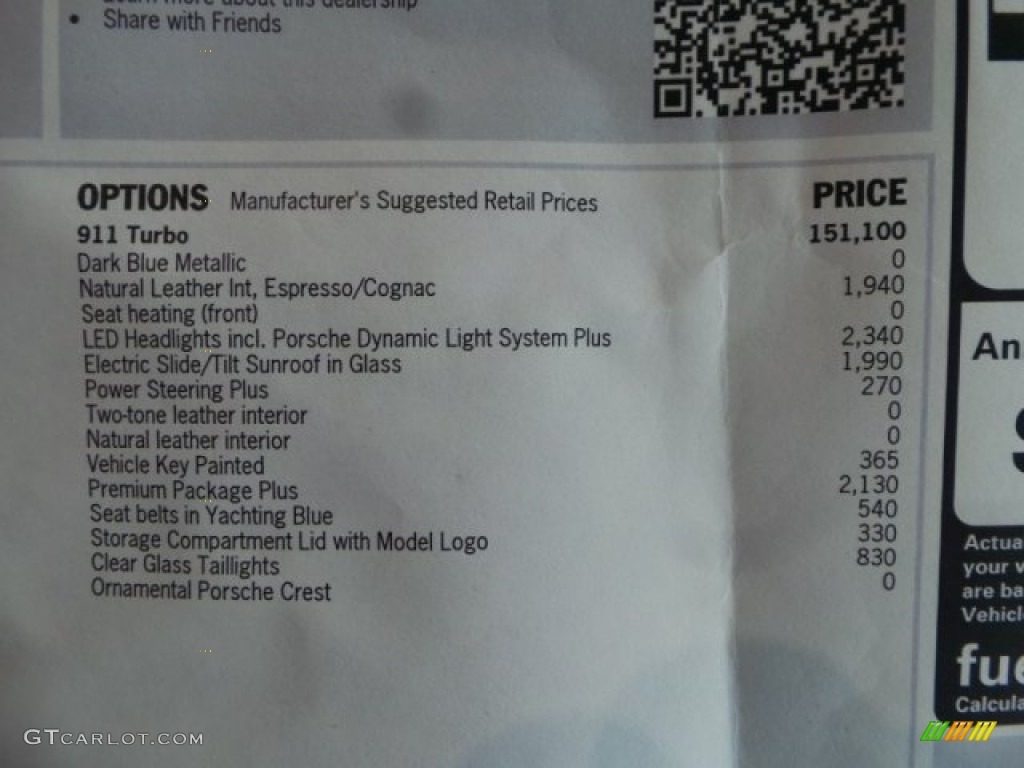 Learn more about this dealership
• Share with Friends
OPTIONS Manufacturer's Suggested Retail Prices PRICE
911 Turbo 151,100
Dark Blue Metallic 0
Natural Leather Int, Espresso/Cognac 1,940
Seat heating (front) 0
LED Headlights incl. Porsche Dynamic Light System Plus 2,340
Electric Slide/Tilt Sunroof in Glass 1,990
Power Steering Plus 270
Two-tone leather interior 0
Natural leather interior 0
Vehicle Key Painted 365
Premium Package Plus 2,130
Seat belts in Yachting Blue 540
Storage Compartment Lid with Model Logo 330
Clear Glass Taillights 830
Ornamental Porsche Crest 0
An
Actua
your v
are ba
Vehicl
fue
Calcula
GTCARLOT.COM